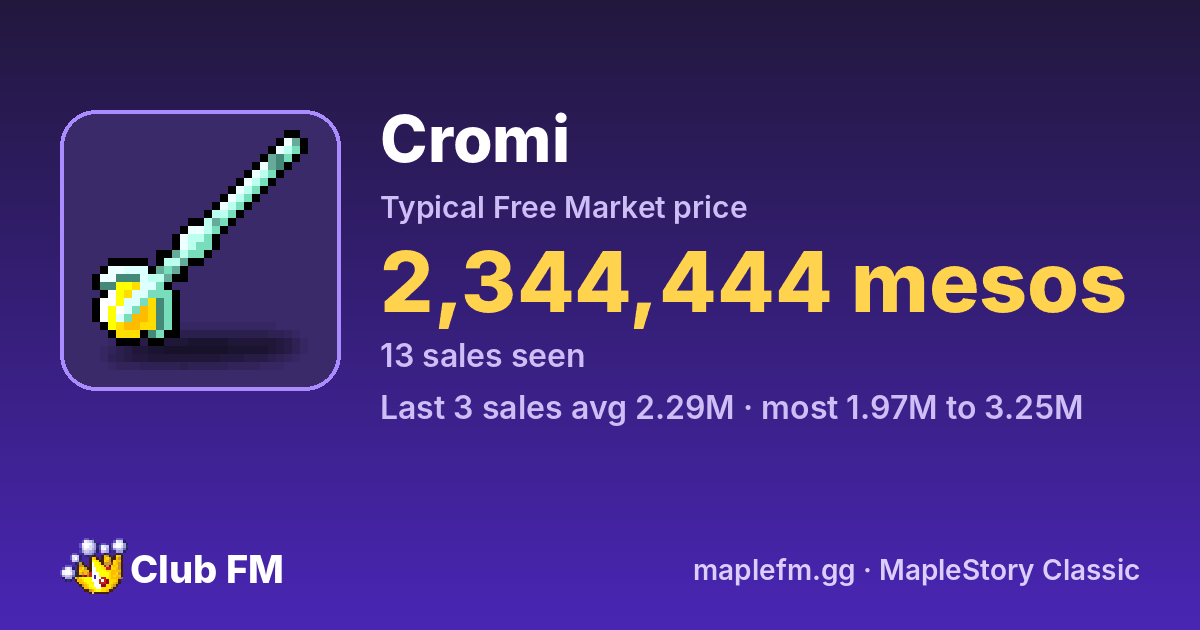 Cromi
Typical Free Market price
2,344,444 mesos
13 sales seen
Last 3 sales avg 2.29M · most 1.97M to 3.25M
Club FM
maplefm.gg · MapleStory Classic